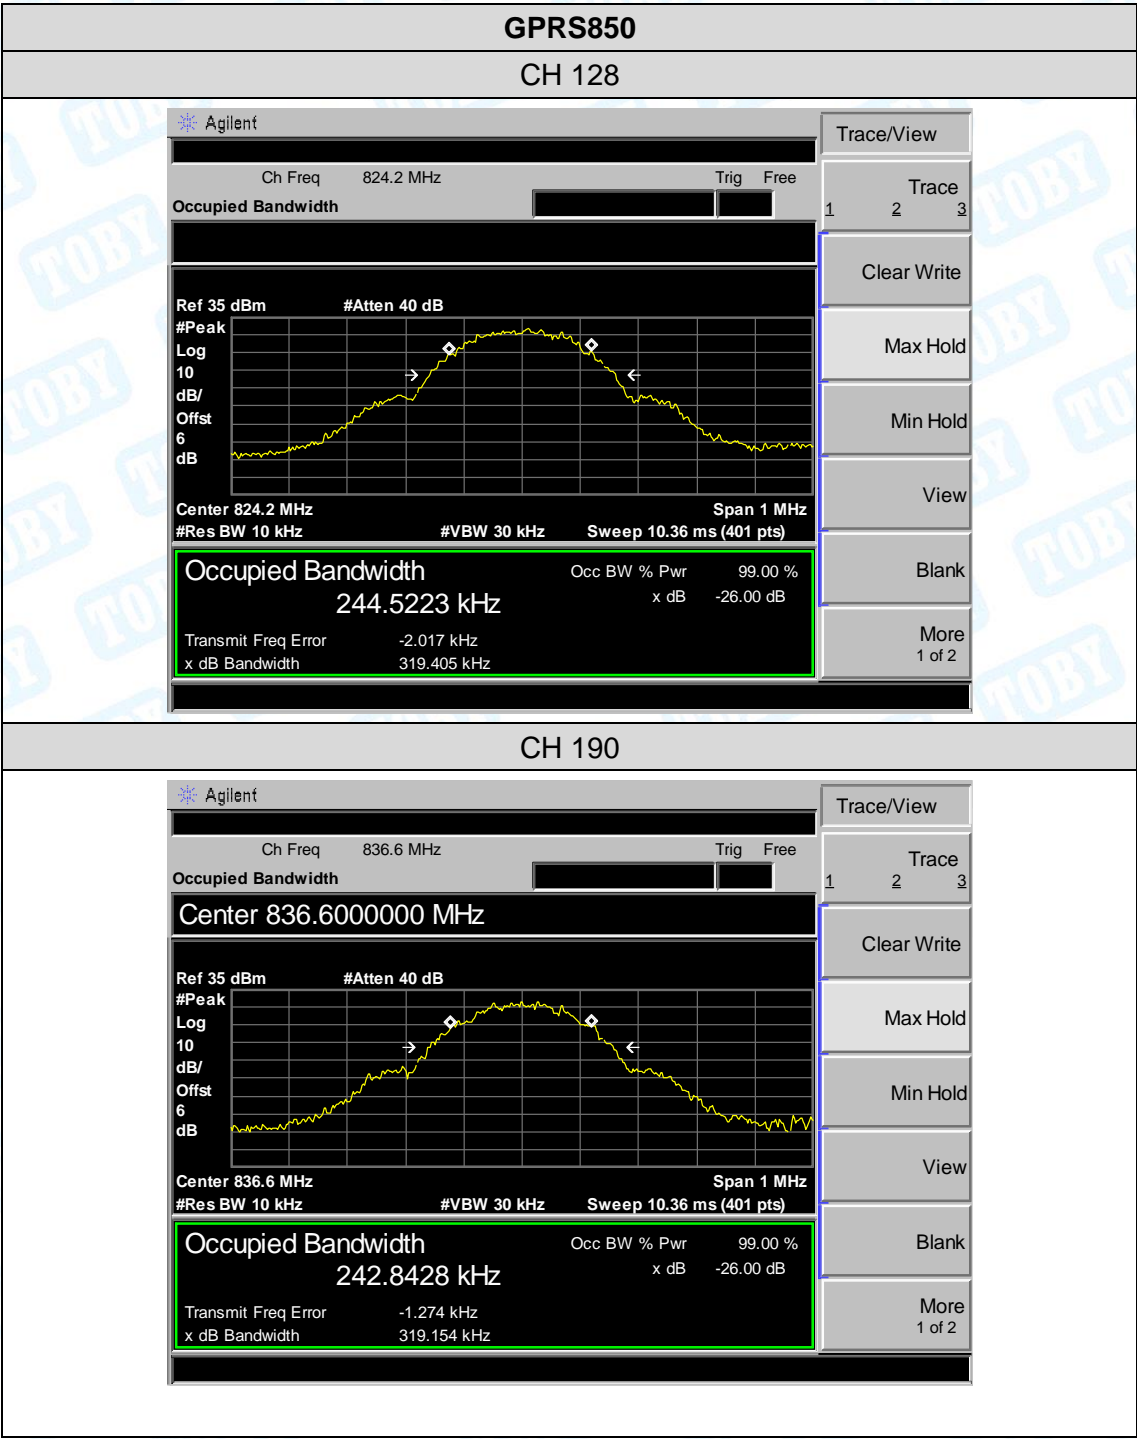 GPRS850
CH 128
Agilent
Trace/View
Ch Freq 824.2 MHz Trig Free
Occupied Bandwidth
Trace
1 2 3
Clear Write
Ref 35 dBm #Atten 40 dB
#Peak
Log
10
dB/
Offst
6
dB
Max Hold
Min Hold
View
Center 824.2 MHz Span 1 MHz
#Res BW 10 kHz #VBW 30 kHz Sweep 10.36 ms (401 pts)
Occupied Bandwidth Occ BW % Pwr 99.00 %
244.5223 kHz x dB -26.00 dB
Blank
Transmit Freq Error -2.017 kHz
x dB Bandwidth 319.405 kHz
More
1 of 2
CH 190
Agilent
Trace/View
Ch Freq 836.6 MHz Trig Free
Occupied Bandwidth
Trace
1 2 3
Center 836.6000000 MHz
Clear Write
Ref 35 dBm #Atten 40 dB
#Peak
Log
10
dB/
Offst
6
dB
Max Hold
Min Hold
View
Center 836.6 MHz Span 1 MHz
#Res BW 10 kHz #VBW 30 kHz Sweep 10.36 ms (401 pts)
Occupied Bandwidth Occ BW % Pwr 99.00 %
242.8428 kHz x dB -26.00 dB
Blank
Transmit Freq Error -1.274 kHz
x dB Bandwidth 319.154 kHz
More
1 of 2
TOBY